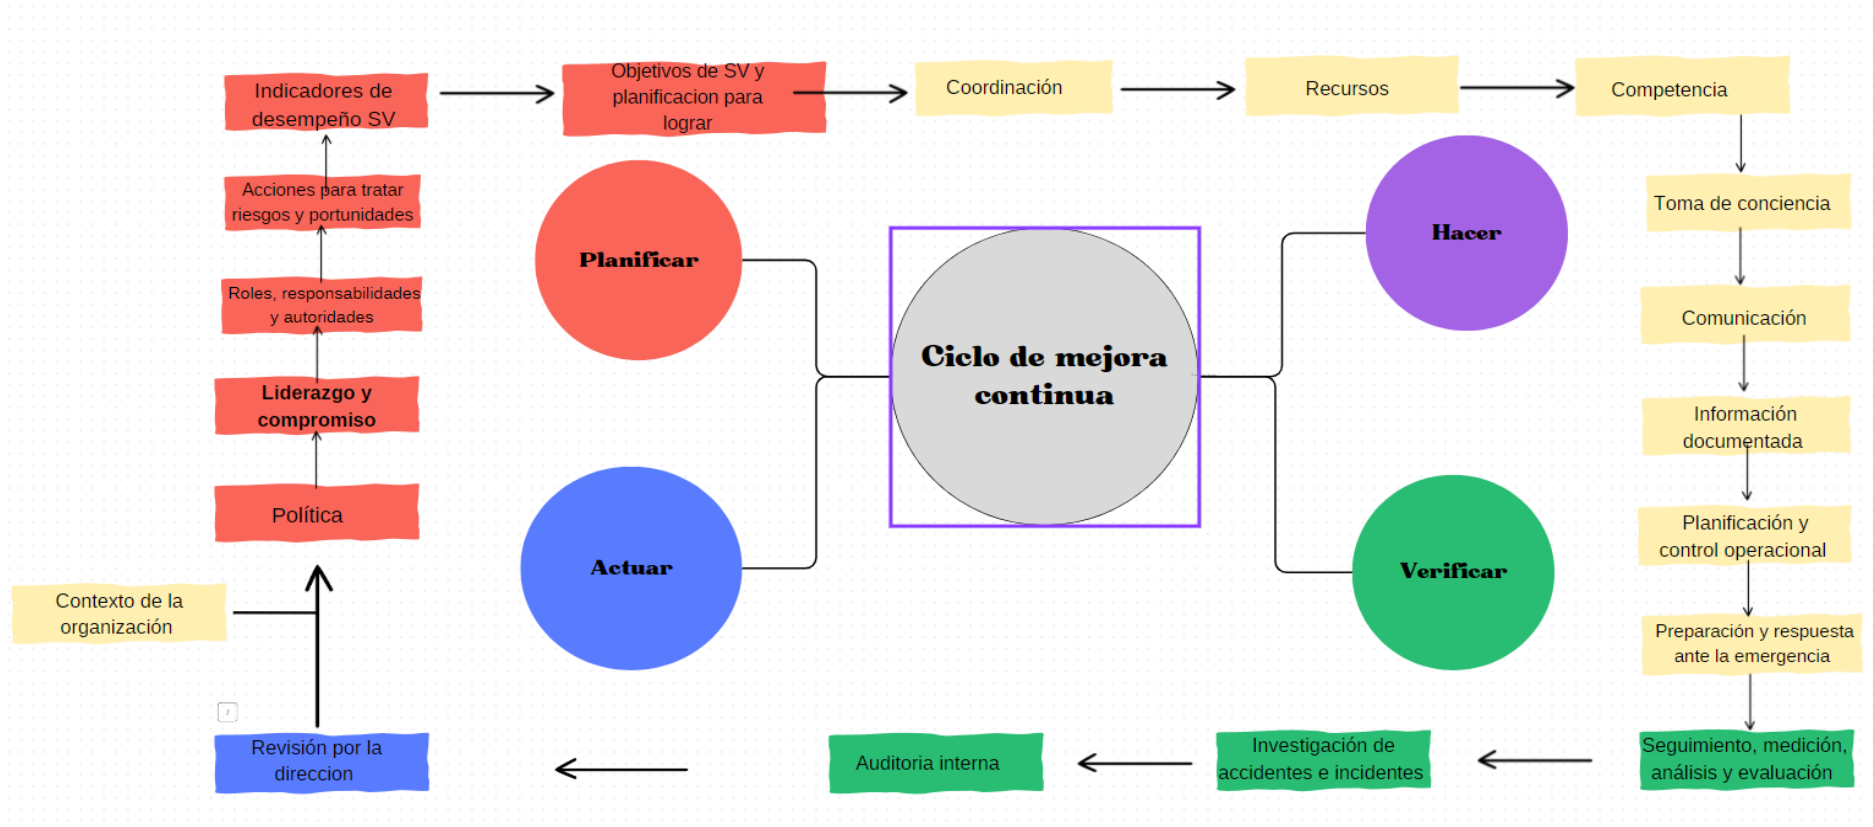 Indicadores de
desempeño SV
Objetivos de SV y
planificacion para
lograr
Coordinación
Recursos
Competencia
Acciones para tratar
riesgos y portunidades
Toma de conciencia
Planificar
Hacer
Roles, responsabilidades
y autoridades
Comunicación
Ciclo de mejora
continua
Liderazgo y
compromiso
Información
documentada
Política
Planificación y
control operacional
Actuar
Verificar
Contexto de la
organización
Preparación y respuesta
ante la emergencia
Revisión por la
direccion
Auditoria interna
Investigación de
accidentes e incidentes
Seguimiento, medición,
análisis y evaluación